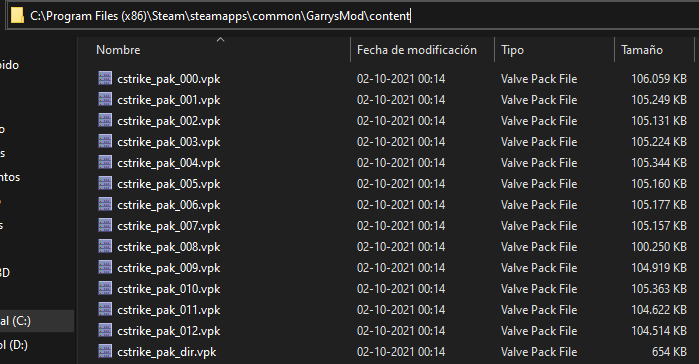 C:\Program Files (x86)\Steam\steamapps\common\GarrysMod\content
Nombre Fecha de modificación Tipo Tamaño
cstrike_pak_000.vpk 02-10-2021 00:14 Valve Pack File 106.059 KB
cstrike_pak_001.vpk 02-10-2021 00:14 Valve Pack File 105.249 KB
cstrike_pak_002.vpk 02-10-2021 00:14 Valve Pack File 105.131 KB
cstrike_pak_003.vpk 02-10-2021 00:14 Valve Pack File 105.224 KB
cstrike_pak_004.vpk 02-10-2021 00:14 Valve Pack File 105.344 KB
cstrike_pak_005.vpk 02-10-2021 00:14 Valve Pack File 105.160 KB
cstrike_pak_006.vpk 02-10-2021 00:14 Valve Pack File 105.177 KB
cstrike_pak_007.vpk 02-10-2021 00:14 Valve Pack File 105.157 KB
cstrike_pak_008.vpk 02-10-2021 00:14 Valve Pack File 100.250 KB
cstrike_pak_009.vpk 02-10-2021 00:14 Valve Pack File 104.919 KB
cstrike_pak_010.vpk 02-10-2021 00:14 Valve Pack File 105.363 KB
cstrike_pak_011.vpk 02-10-2021 00:14 Valve Pack File 104.622 KB
cstrike_pak_012.vpk 02-10-2021 00:14 Valve Pack File 104.514 KB
cstrike_pak_dir.vpk 02-10-2021 00:14 Valve Pack File 654 KB
pido
o
s
ntos
s
3D
al (C:)
ol (D:)